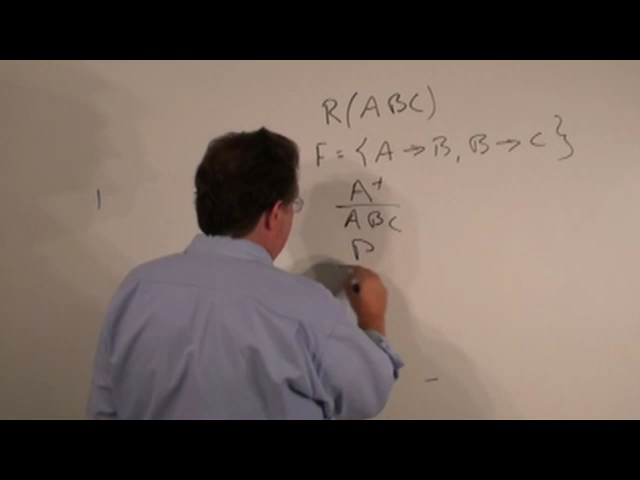 R(ABC)
F = {A → B, B → C}
A+
ABC